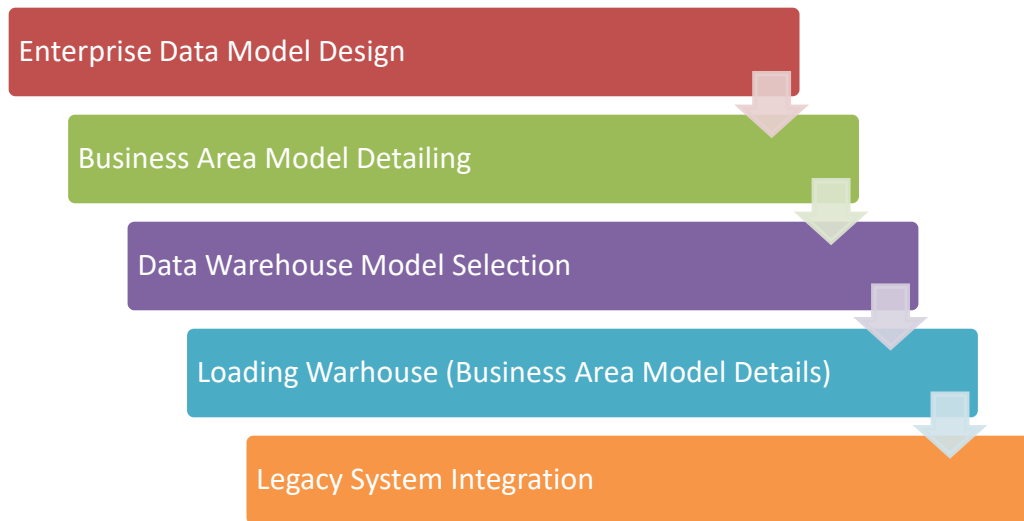 Enterprise Data Model Design
Business Area Model Detailing
Data Warehouse Model Selection
Loading Warhouse (Business Area Model Details)
Legacy System Integration